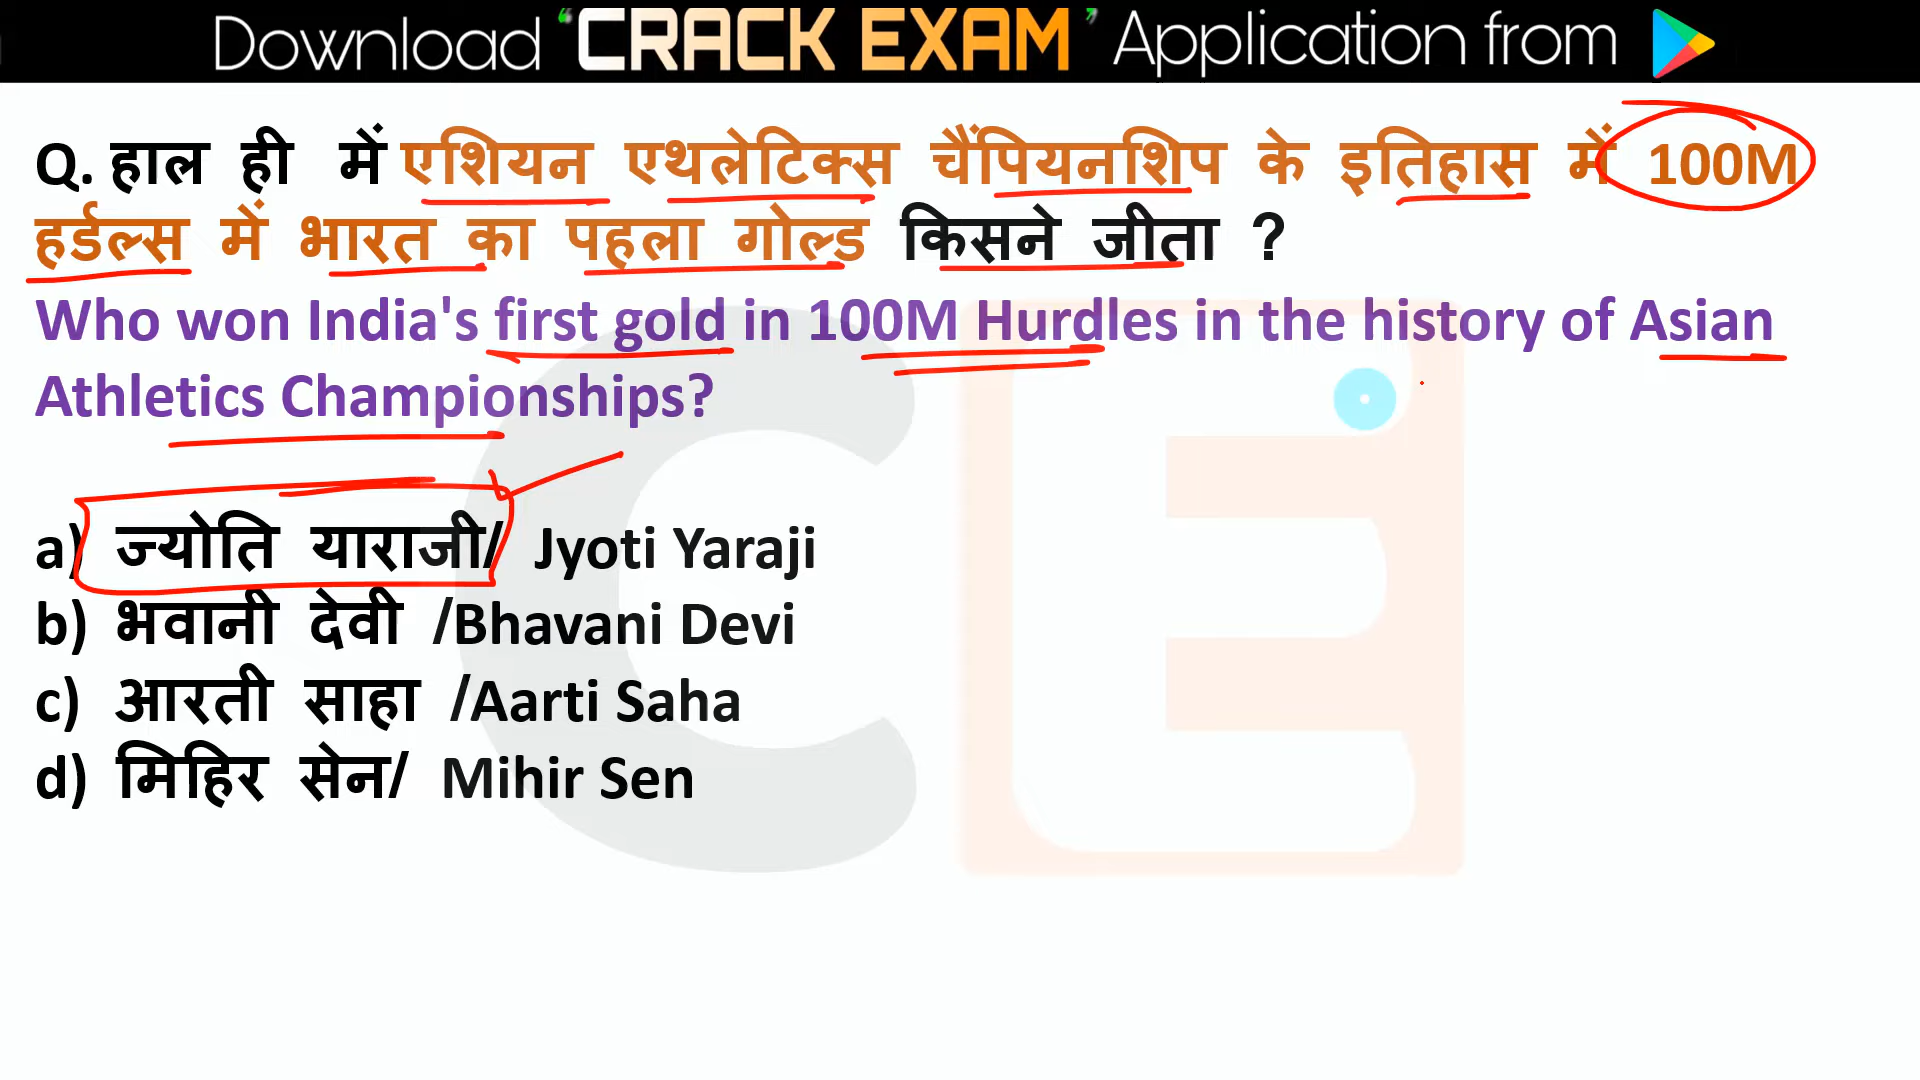 Download ‘CRACK EXAM’ Application from
Q. हाल ही में एशियन एथलेटिक्स चैंपियनशिप के इतिहास में 100M
हर्डल्स में भारत का पहला गोल्ड किसने जीता ?
Who won India's first gold in 100M Hurdles in the history of Asian
Athletics Championships?
a) ज्योति याराजी/ Jyoti Yaraji
b) भवानी देवी /Bhavani Devi
c) आरती साहा /Aarti Saha
d) मिहिर सेन/ Mihir Sen